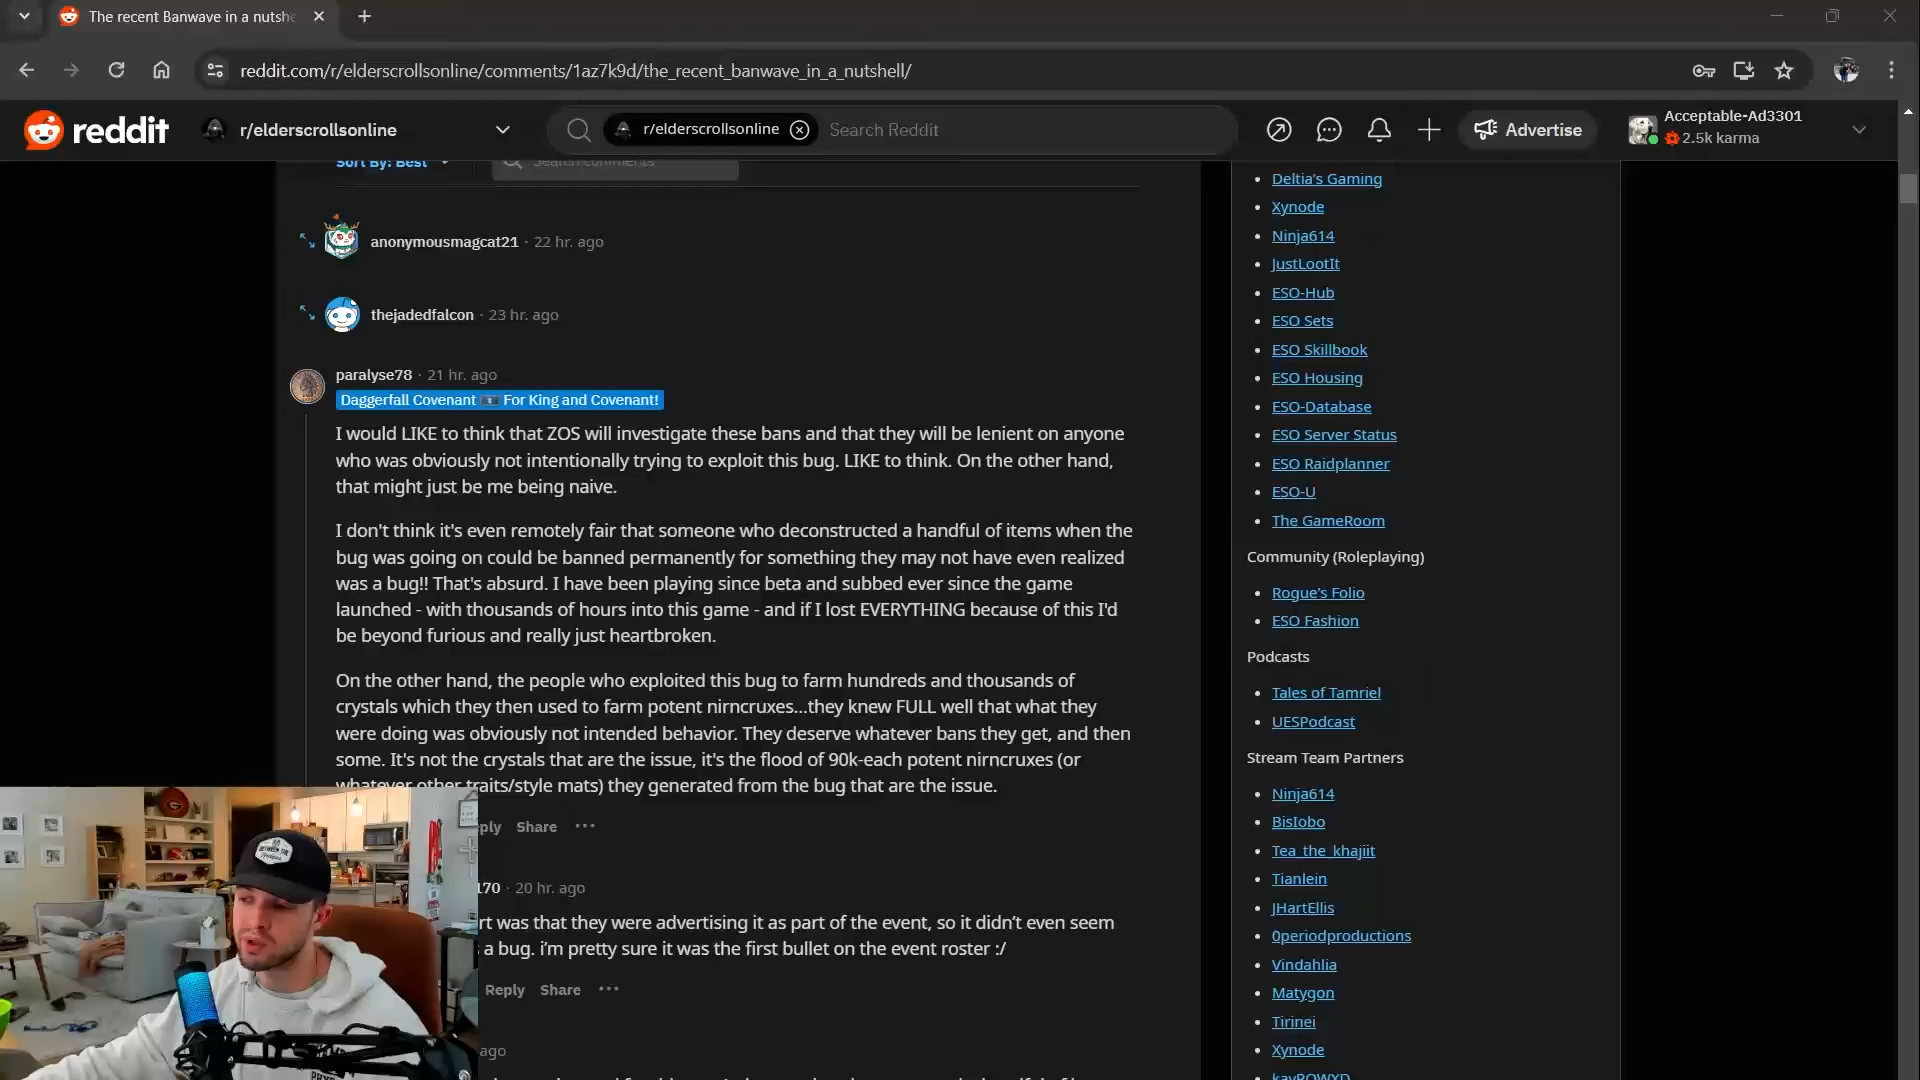 The recent Banwave in a nutsh
reddit.com/r/elderscrollsonline/comments/1az7k9d/the_recent_banwave_in_a_nutshell/
reddit
r/elderscrollsonline
r/elderscrollsonline
Search Reddit
Advertise
Acceptable-Ad3301
2.5k karma
Sort By: Best
Search comments
anonymousmagcat21 · 22 hr. ago
thejadedfalcon · 23 hr. ago
paralyse78 · 21 hr. ago
Daggerfall Covenant For King and Covenant!
I would LIKE to think that ZOS will investigate these bans and that they will be lenient on anyone
who was obviously not intentionally trying to exploit this bug. LIKE to think. On the other hand,
that might just be me being naive.
I don't think it's even remotely fair that someone who deconstructed a handful of items when the
bug was going on could be banned permanently for something they may not have even realized
was a bug!! That's absurd. I have been playing since beta and subbed ever since the game
launched - with thousands of hours into this game - and if I lost EVERYTHING because of this I'd
be beyond furious and really just heartbroken.
On the other hand, the people who exploited this bug to farm hundreds and thousands of
crystals which they then used to farm potent nirncruxes...they knew FULL well that what they
were doing was obviously not intended behavior. They deserve whatever bans they get, and then
some. It's not the crystals that are the issue, it's the flood of 90k-each potent nirncruxes (or
whatever other traits/style mats) they generated from the bug that are the issue.
ply Share ···
170 · 20 hr. ago
rt was that they were advertising it as part of the event, so it didn't even seem
a bug. i'm pretty sure it was the first bullet on the event roster :/
Reply Share ···
ago
Deltia's Gaming
Xynode
Ninja614
JustLootIt
ESO-Hub
ESO Sets
ESO Skillbook
ESO Housing
ESO-Database
ESO Server Status
ESO Raidplanner
ESO-U
The GameRoom
Community (Roleplaying)
Rogue's Folio
ESO Fashion
Podcasts
Tales of Tamriel
UESPodcast
Stream Team Partners
Ninja614
BisIobo
Tea_the_khajiit
Tianlein
JHartEllis
0periodproductions
Vindahlia
Matygon
Tirinei
Xynode
BETWEEN THE